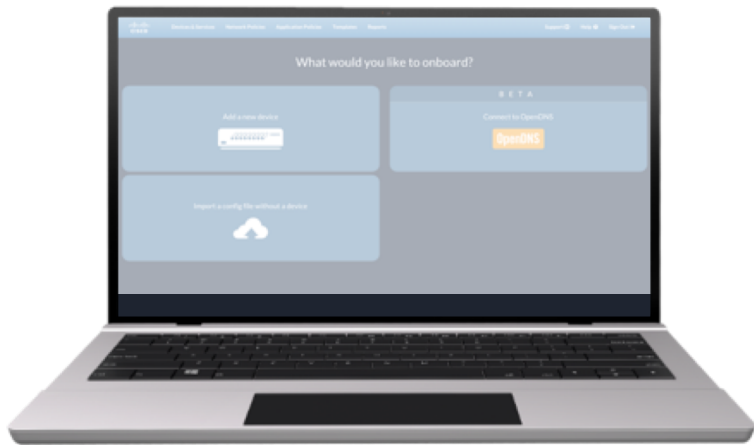 CISCO
Devices & Services Network Policies Application Policies Templates Reports Support Help Sign Out
What would you like to onboard?
Add a new device
BETA
Connect to OpenDNS
OpenDNS
Import a config file without a device